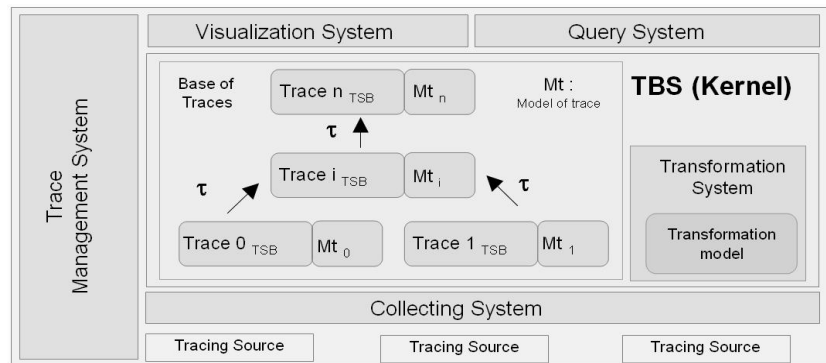 Visualization System
Query System
Trace
Management System
Base of
Traces
Trace n TSB
Mt n
Mt :
Model of trace
TBS (Kernel)
τ
Trace i TSB
Mt i
τ
τ
Trace 0 TSB
Mt 0
Trace 1 TSB
Mt 1
Transformation
System
Transformation
model
Collecting System
Tracing Source
Tracing Source
Tracing Source